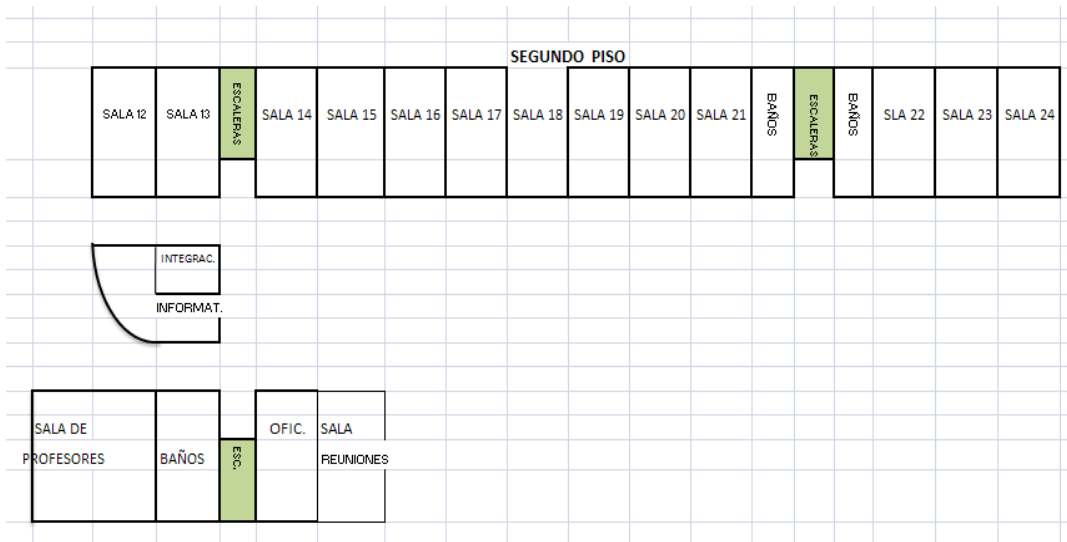 SEGUNDO PISO
SALA 12
SALA 13
ESCALERAS
SALA 14
SALA 15
SALA 16
SALA 17
SALA 18
SALA 19
SALA 20
SALA 21
BAÑOS
ESCALERAS
BAÑOS
SLA 22
SALA 23
SALA 24
INTEGRAC.
INFORMAT.
SALA DE
PROFESORES
BAÑOS
ESC.
OFIC.
SALA
REUNIONES